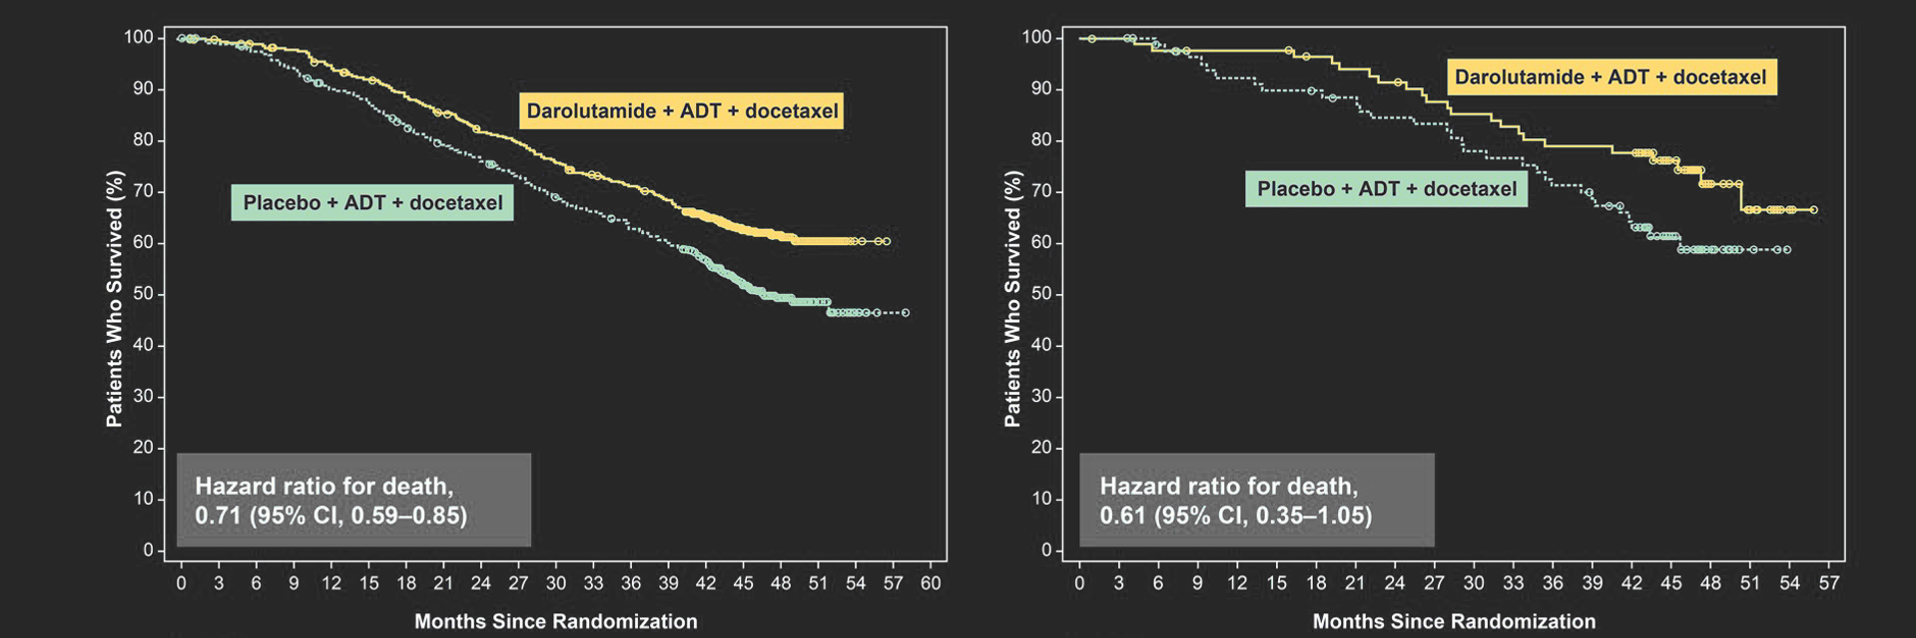 100
90
80
70
60
50
40
30
20
10
0
Patients Who Survived (%)
Darolutamide + ADT + docetaxel
Placebo + ADT + docetaxel
Hazard ratio for death,
0.71 (95% CI, 0.59–0.85)
0 3 6 9 12 15 18 21 24 27 30 33 36 39 42 45 48 51 54 57 60
Months Since Randomization
100
90
80
70
60
50
40
30
20
10
0
Patients Who Survived (%)
Darolutamide + ADT + docetaxel
Placebo + ADT + docetaxel
Hazard ratio for death,
0.61 (95% CI, 0.35–1.05)
0 3 6 9 12 15 18 21 24 27 30 33 36 39 42 45 48 51 54 57
Months Since Randomization